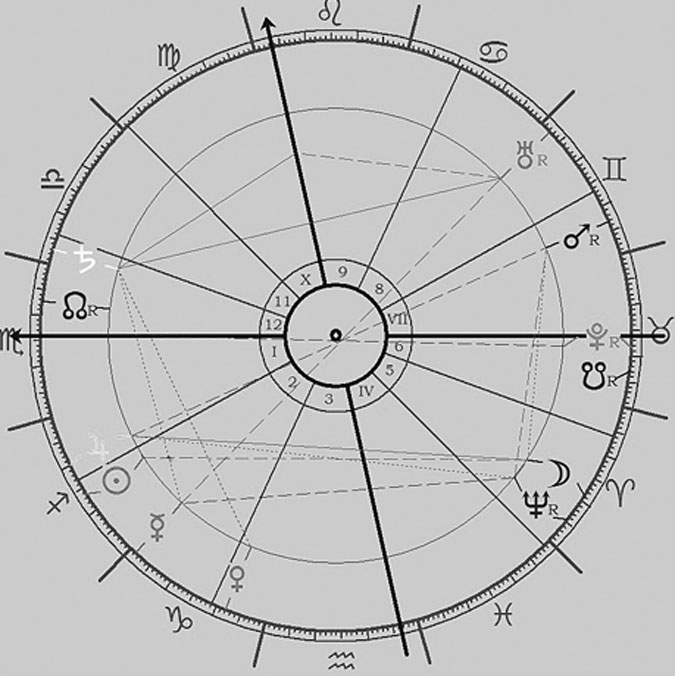 ♌
♍
♋
♅R
♎
♊
♂R
♄
9
X
8
11
☊R
VII
12
♏
♇R
♉
6
I
5
☋R
2
IV
3
♃
☽
☉
♆R
♐
♈
☿
♀
♑
♓
♒